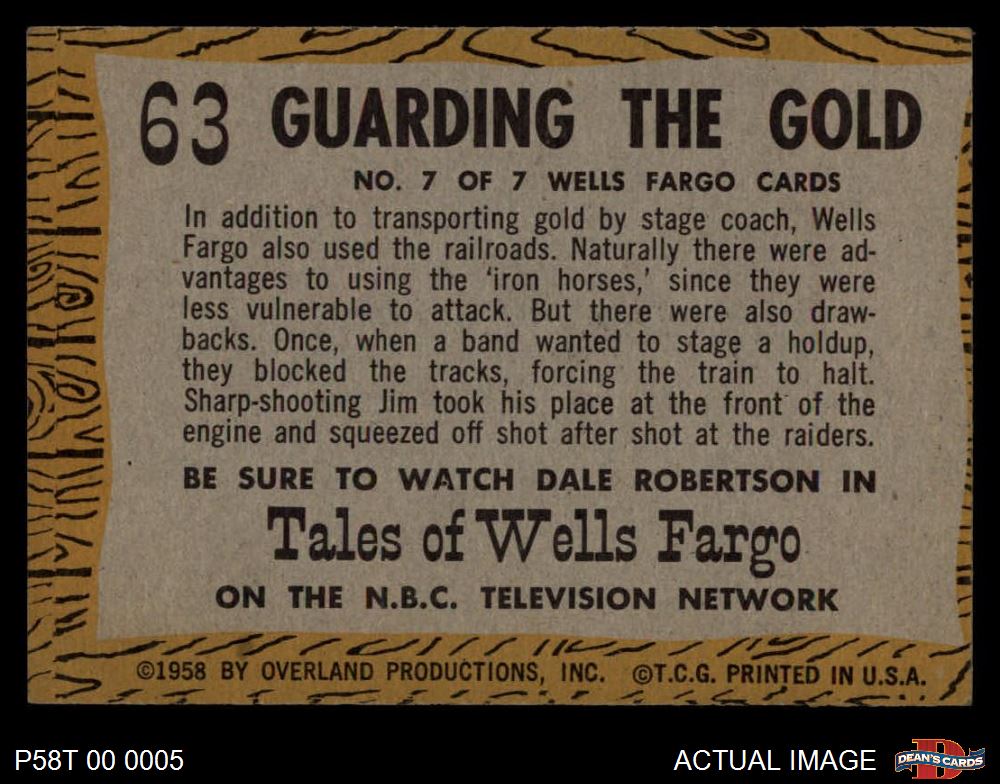 63 GUARDING THE GOLD
NO. 7 OF 7 WELLS FARGO CARDS
In addition to transporting gold by stage coach, Wells
Fargo also used the railroads. Naturally there were ad-
vantages to using the ‘iron horses,’ since they were
less vulnerable to attack. But there were also draw-
backs. Once, when a band wanted to stage a holdup,
they blocked the tracks, forcing the train to halt.
Sharp-shooting Jim took his place at the front of the
engine and squeezed off shot after shot at the raiders.
BE SURE TO WATCH DALE ROBERTSON IN
Tales of Wells Fargo
ON THE N.B.C. TELEVISION NETWORK
©1958 BY OVERLAND PRODUCTIONS, INC. ©T.C.G. PRINTED IN U.S.A.
P58T 00 0005
ACTUAL IMAGE
D
DEAN'S CARDS